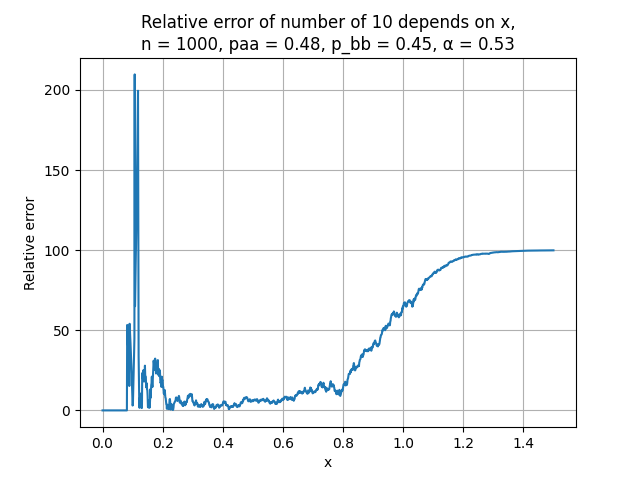 Relative error of number of 10 depends on x,
n = 1000, paa = 0.48, p_bb = 0.45, α = 0.53
200
150
100
50
0
Relative error
0.0 0.2 0.4 0.6 0.8 1.0 1.2 1.4
x